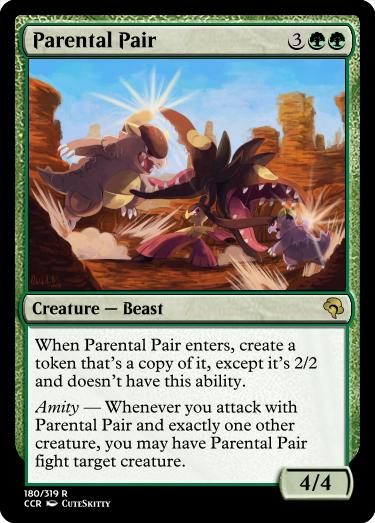 Parental Pair 3
Creature — Beast
When Parental Pair enters, create a
token that's a copy of it, except it's 2/2
and doesn't have this ability.
Amity — Whenever you attack with
Parental Pair and exactly one other
creature, you may have Parental Pair
fight target creature.
4/4
180/319 R
CCR CuteSkitty